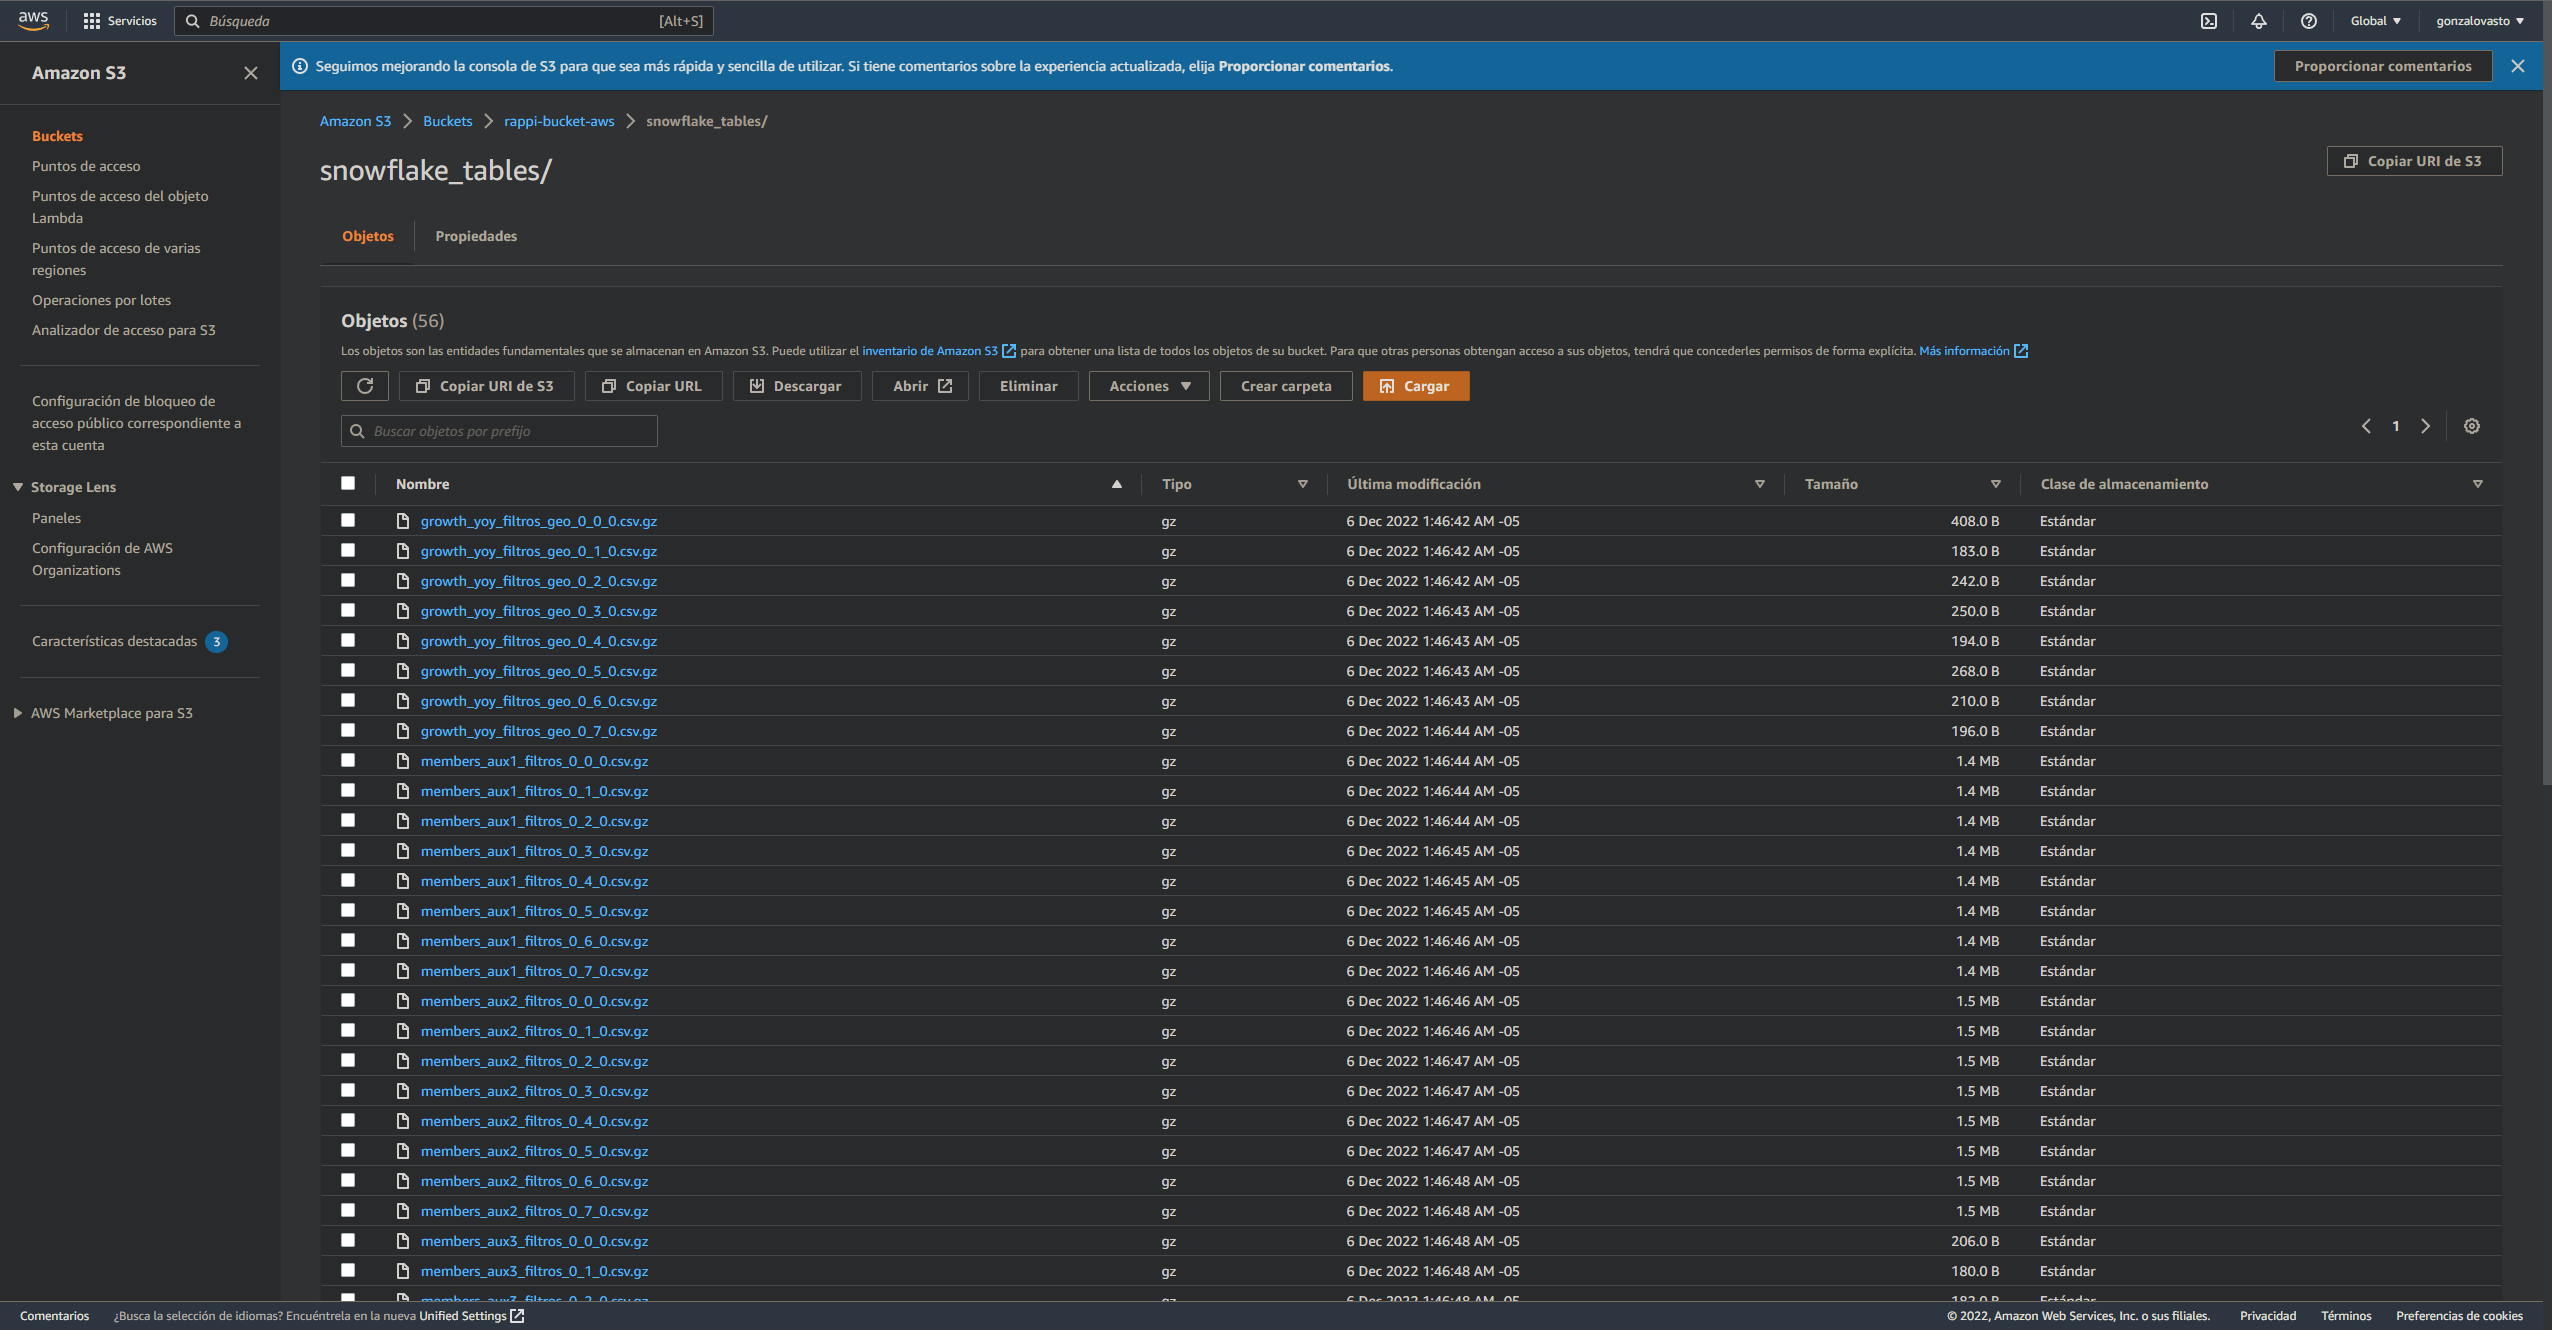 aws Servicios Búsqueda [Alt+S] Global gonzalovasto
Amazon S3
Seguimos mejorando la consola de S3 para que sea más rápida y sencilla de utilizar. Si tiene comentarios sobre la experiencia actualizada, elija Proporcionar comentarios.
Proporcionar comentarios
Buckets
Puntos de acceso
Puntos de acceso del objeto
Lambda
Puntos de acceso de varias
regiones
Operaciones por lotes
Analizador de acceso para S3
Configuración de bloqueo de
acceso público correspondiente a
esta cuenta
Storage Lens
Paneles
Configuración de AWS
Organizations
Características destacadas 3
AWS Marketplace para S3
Amazon S3 Buckets rappi-bucket-aws snowflake_tables/
snowflake_tables/
Copiar URI de S3
Objetos Propiedades
Objetos (56)
Los objetos son las entidades fundamentales que se almacenan en Amazon S3. Puede utilizar el inventario de Amazon S3 para obtener una lista de todos los objetos de su bucket. Para que otras personas obtengan acceso a sus objetos, tendrá que concederles permisos de forma explícita. Más información
Copiar URI de S3 Copiar URL Descargar Abrir Eliminar Acciones Crear carpeta Cargar
Buscar objetos por prefijo
1
Nombre Tipo Última modificación Tamaño Clase de almacenamiento
growth_yoy_filtros_geo_0_0_0.csv.gz gz 6 Dec 2022 1:46:42 AM -05 408.0 B Estándar
growth_yoy_filtros_geo_0_1_0.csv.gz gz 6 Dec 2022 1:46:42 AM -05 183.0 B Estándar
growth_yoy_filtros_geo_0_2_0.csv.gz gz 6 Dec 2022 1:46:42 AM -05 242.0 B Estándar
growth_yoy_filtros_geo_0_3_0.csv.gz gz 6 Dec 2022 1:46:43 AM -05 250.0 B Estándar
growth_yoy_filtros_geo_0_4_0.csv.gz gz 6 Dec 2022 1:46:43 AM -05 194.0 B Estándar
growth_yoy_filtros_geo_0_5_0.csv.gz gz 6 Dec 2022 1:46:43 AM -05 268.0 B Estándar
growth_yoy_filtros_geo_0_6_0.csv.gz gz 6 Dec 2022 1:46:43 AM -05 210.0 B Estándar
growth_yoy_filtros_geo_0_7_0.csv.gz gz 6 Dec 2022 1:46:44 AM -05 196.0 B Estándar
members_aux1_filtros_0_0_0.csv.gz gz 6 Dec 2022 1:46:44 AM -05 1.4 MB Estándar
members_aux1_filtros_0_1_0.csv.gz gz 6 Dec 2022 1:46:44 AM -05 1.4 MB Estándar
members_aux1_filtros_0_2_0.csv.gz gz 6 Dec 2022 1:46:44 AM -05 1.4 MB Estándar
members_aux1_filtros_0_3_0.csv.gz gz 6 Dec 2022 1:46:45 AM -05 1.4 MB Estándar
members_aux1_filtros_0_4_0.csv.gz gz 6 Dec 2022 1:46:45 AM -05 1.4 MB Estándar
members_aux1_filtros_0_5_0.csv.gz gz 6 Dec 2022 1:46:45 AM -05 1.4 MB Estándar
members_aux1_filtros_0_6_0.csv.gz gz 6 Dec 2022 1:46:46 AM -05 1.4 MB Estándar
members_aux1_filtros_0_7_0.csv.gz gz 6 Dec 2022 1:46:46 AM -05 1.4 MB Estándar
members_aux2_filtros_0_0_0.csv.gz gz 6 Dec 2022 1:46:46 AM -05 1.5 MB Estándar
members_aux2_filtros_0_1_0.csv.gz gz 6 Dec 2022 1:46:46 AM -05 1.5 MB Estándar
members_aux2_filtros_0_2_0.csv.gz gz 6 Dec 2022 1:46:47 AM -05 1.5 MB Estándar
members_aux2_filtros_0_3_0.csv.gz gz 6 Dec 2022 1:46:47 AM -05 1.5 MB Estándar
members_aux2_filtros_0_4_0.csv.gz gz 6 Dec 2022 1:46:47 AM -05 1.5 MB Estándar
members_aux2_filtros_0_5_0.csv.gz gz 6 Dec 2022 1:46:47 AM -05 1.5 MB Estándar
members_aux2_filtros_0_6_0.csv.gz gz 6 Dec 2022 1:46:48 AM -05 1.5 MB Estándar
members_aux2_filtros_0_7_0.csv.gz gz 6 Dec 2022 1:46:48 AM -05 1.5 MB Estándar
members_aux3_filtros_0_0_0.csv.gz gz 6 Dec 2022 1:46:48 AM -05 206.0 B Estándar
members_aux3_filtros_0_1_0.csv.gz gz 6 Dec 2022 1:46:48 AM -05 180.0 B Estándar
Comentarios ¿Busca la selección de idiomas? Encuéntrela en la nueva Unified Settings © 2022, Amazon Web Services, Inc. o sus filiales. Privacidad Términos Preferencias de cookies